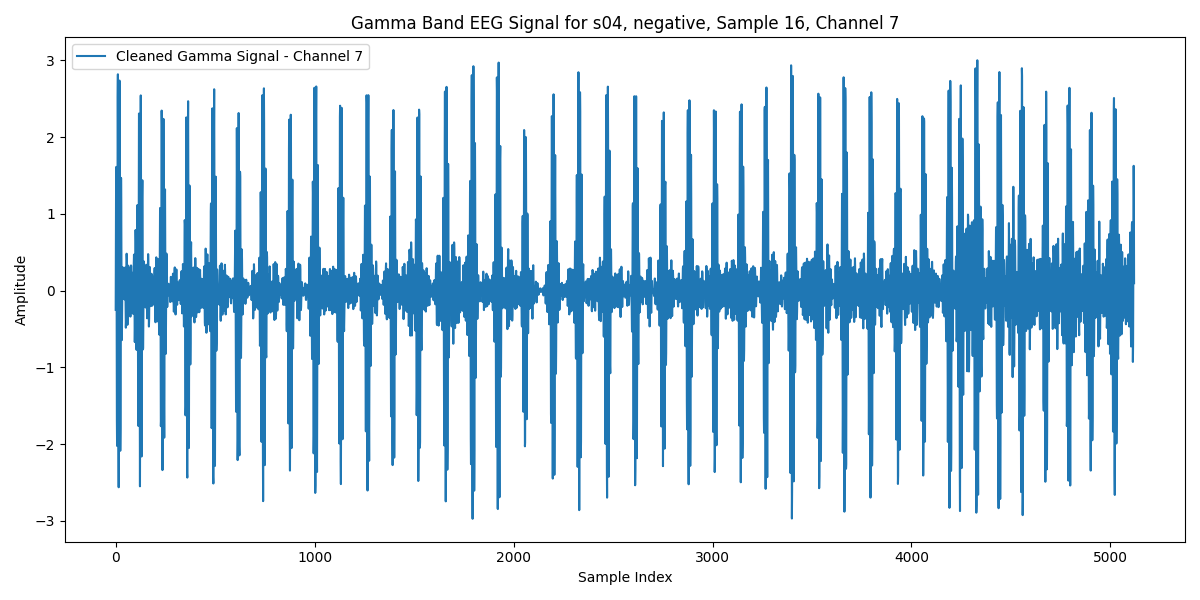 Gamma Band EEG Signal for s04, negative, Sample 16, Channel 7
Cleaned Gamma Signal - Channel 7
3
2
1
0
−1
−2
−3
Amplitude
0 1000 2000 3000 4000 5000
Sample Index